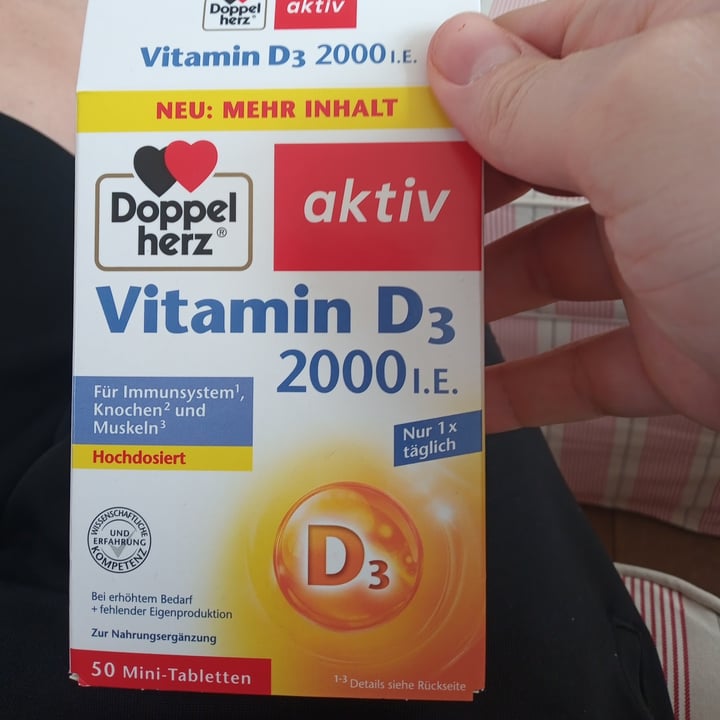 Doppel
herz®
aktiv
Vitamin D3 2000 I.E.
NEU: MEHR INHALT
Doppel
herz®
aktiv
Vitamin D3
2000 I.E.
Für Immunsystem¹,
Knochen² und
Muskeln³
Hochdosiert
Nur 1x
täglich
WISSENSCHAFTLICHE
UND
ERFAHRUNG
KOMPETENZ
D3
Bei erhöhtem Bedarf
+ fehlender Eigenproduktion
Zur Nahrungsergänzung
50 Mini-Tabletten
¹⁻³ Details siehe Rückseite